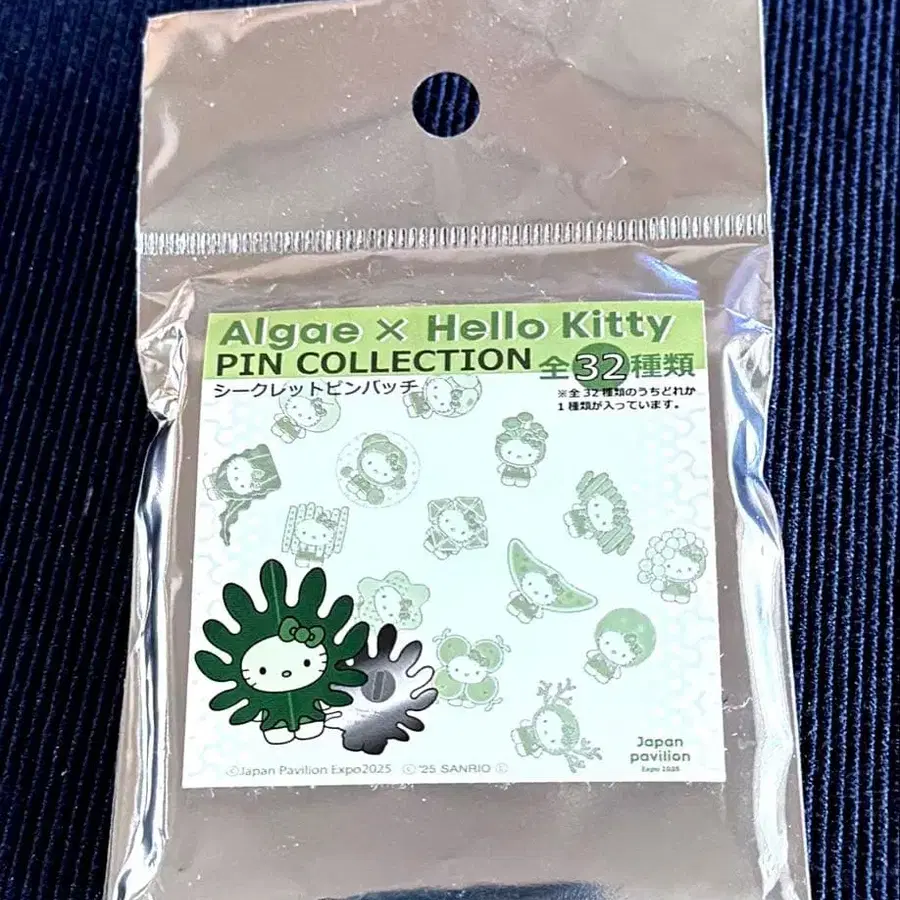 Algae × Hello Kitty
PIN COLLECTION 全32種類
シークレットピンバッチ
※全32種類のうちどれか
1種類が入っています。
Japan
pavilion
Expo 2025
©Japan Pavilion Expo2025 © '25 SANRIO ©